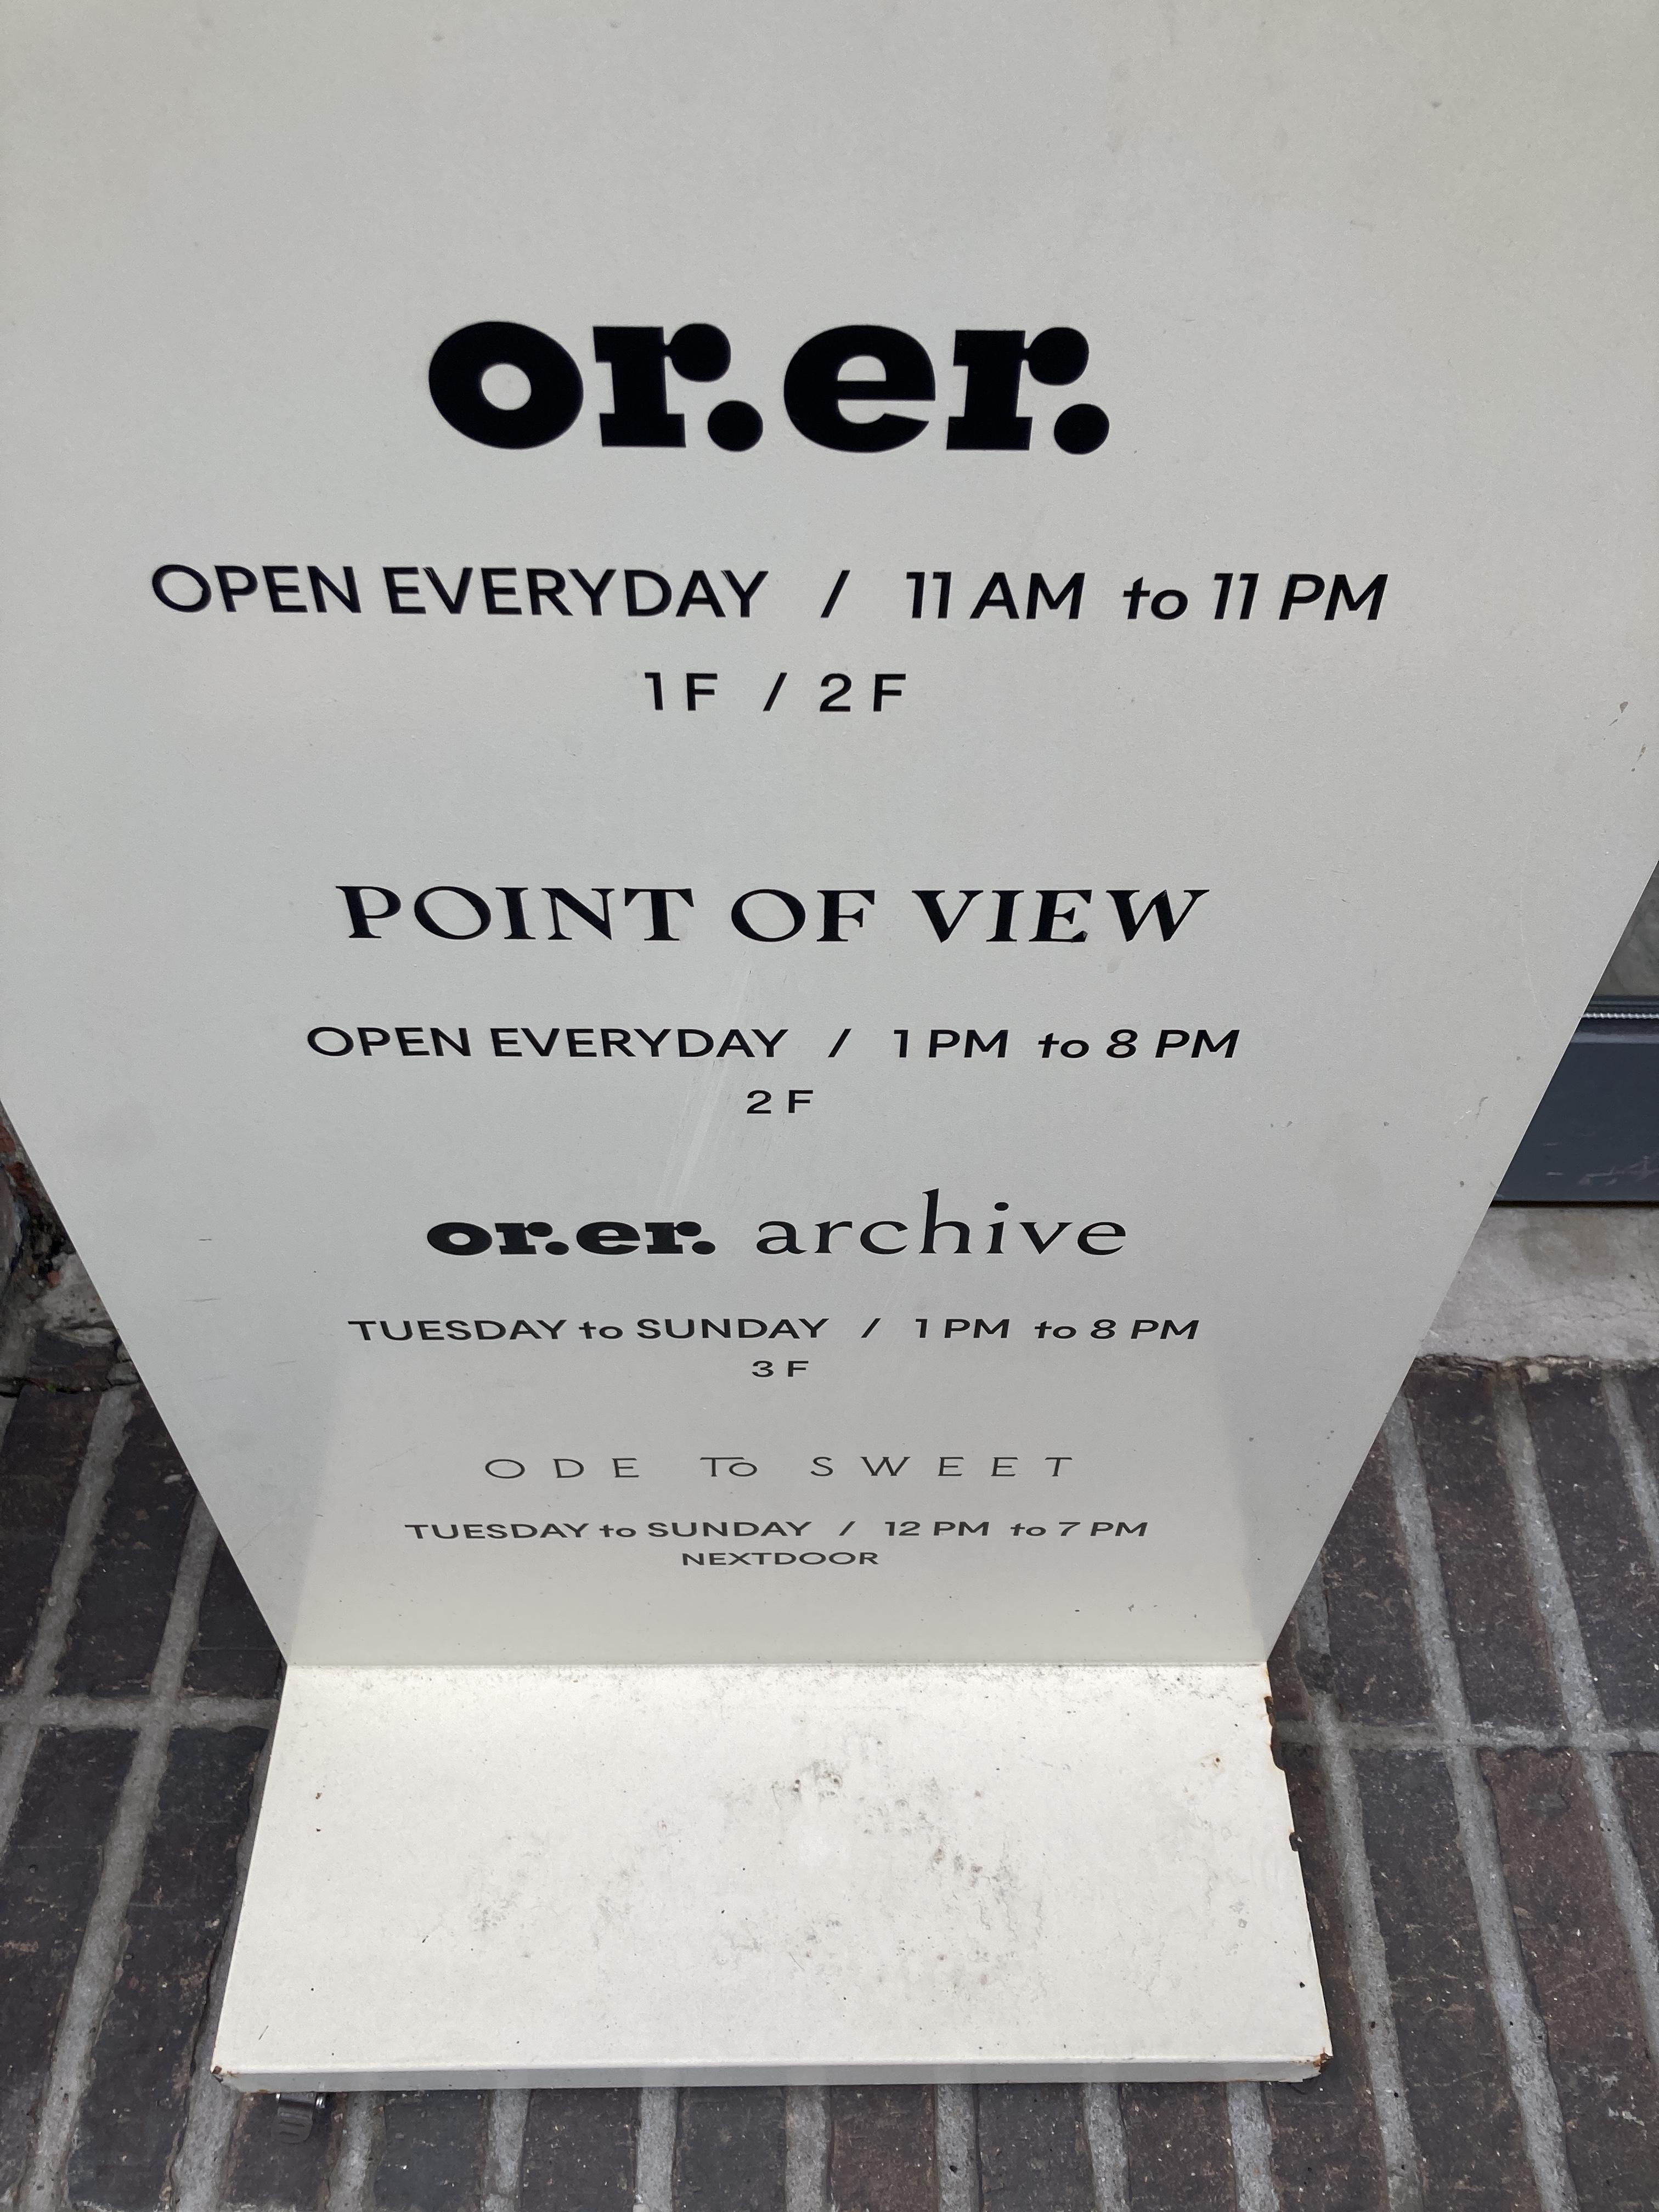 or.er.
OPEN EVERYDAY / 11 AM to 11 PM
1F / 2F
POINT OF VIEW
OPEN EVERYDAY / 1 PM to 8 PM
2F
or.er. archive
TUESDAY to SUNDAY / 1 PM to 8 PM
3F
ODE To SWEET
TUESDAY to SUNDAY / 12 PM to 7 PM
NEXTDOOR